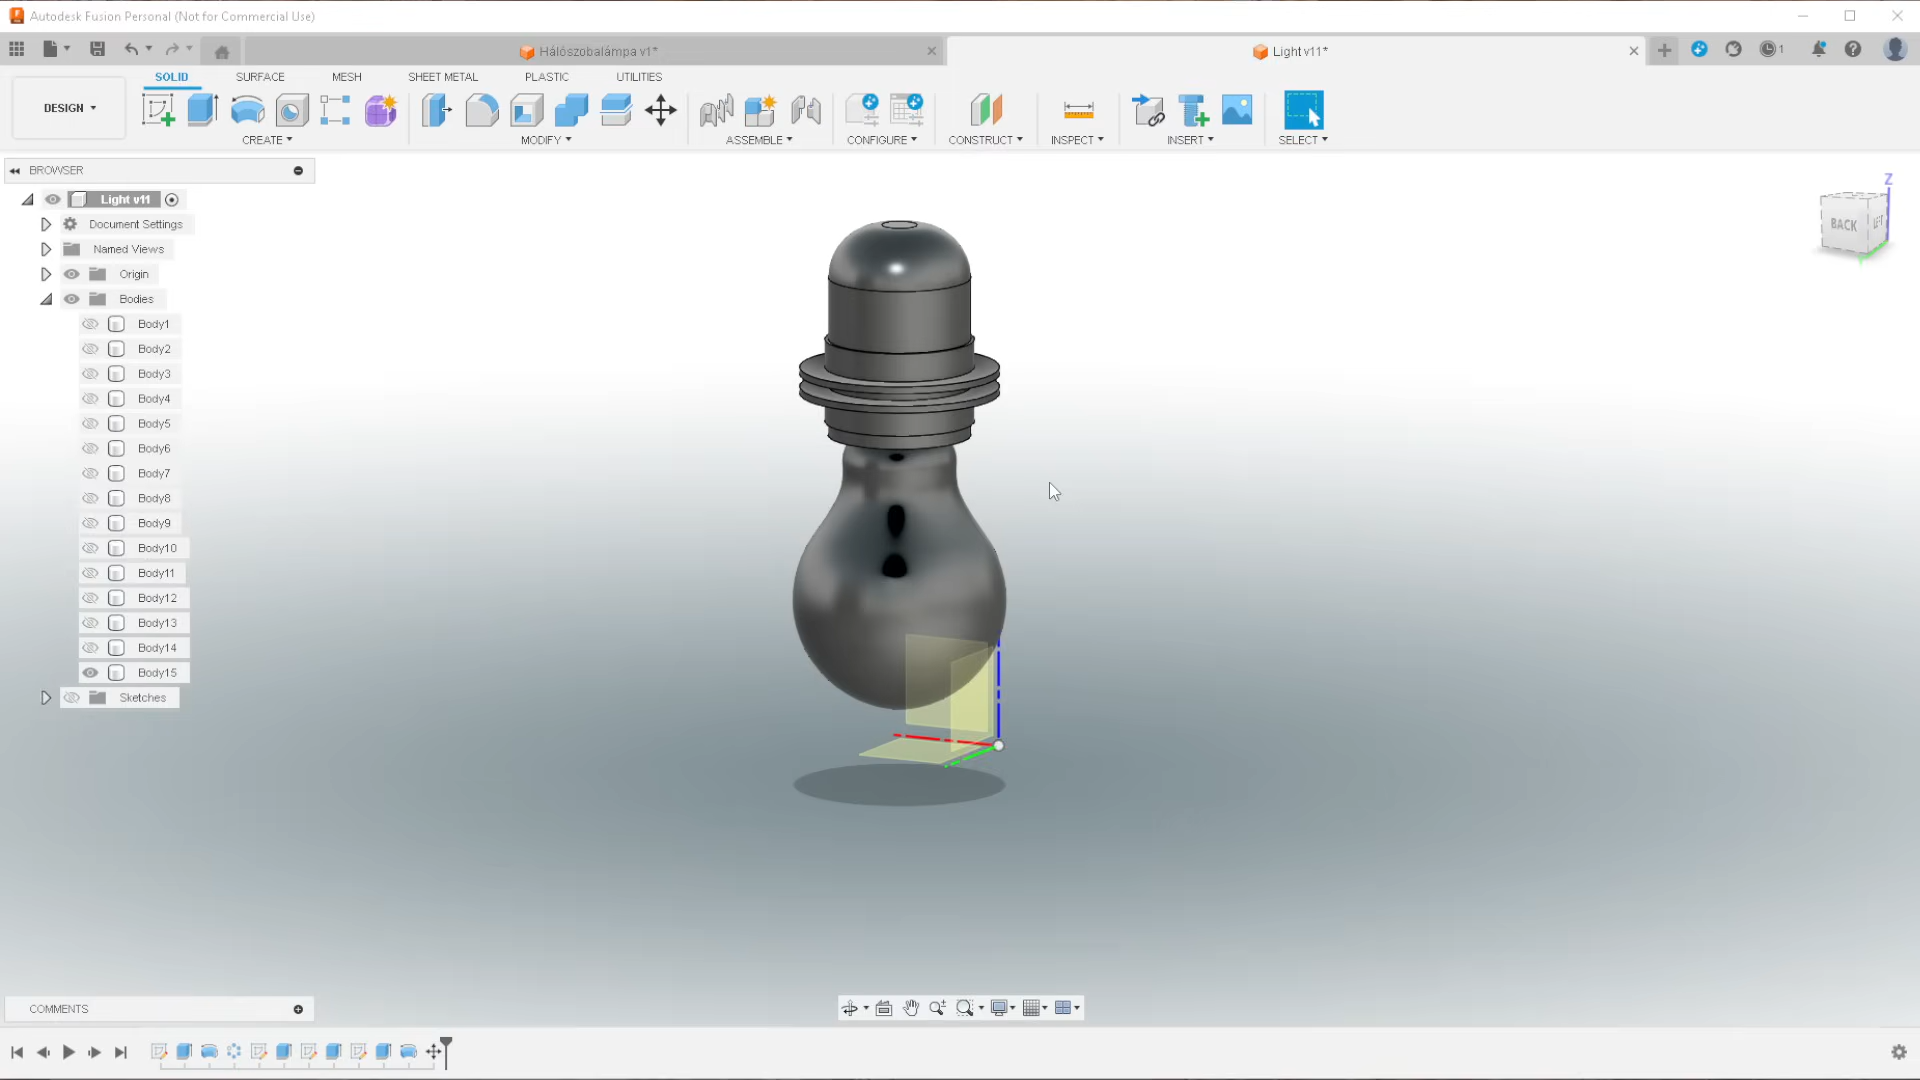 Autodesk Fusion Personal (Not for Commercial Use)
Hálószobalámpa v1*
Light v11*
1
DESIGN
SOLID
SURFACE
MESH
SHEET METAL
PLASTIC
UTILITIES
CREATE
MODIFY
ASSEMBLE
CONFIGURE
CONSTRUCT
INSPECT
INSERT
SELECT
BROWSER
Light v11
Document Settings
Named Views
Origin
Bodies
Body1
Body2
Body3
Body4
Body5
Body6
Body7
Body8
Body9
Body10
Body11
Body12
Body13
Body14
Body15
Sketches
Z
BACK
LEFT
COMMENTS